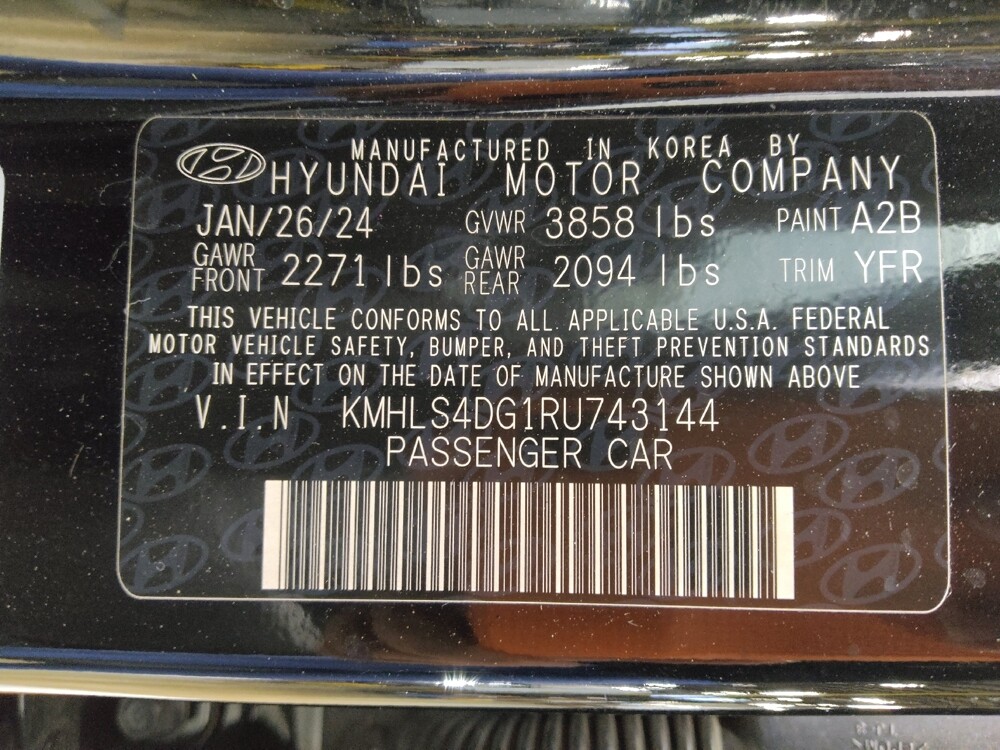 MANUFACTURED IN KOREA BY
HYUNDAI MOTOR COMPANY
JAN/26/24 GVWR 3858 lbs PAINT A2B
GAWR FRONT 2271 lbs GAWR REAR 2094 lbs TRIM YFR
THIS VEHICLE CONFORMS TO ALL APPLICABLE U.S.A. FEDERAL
MOTOR VEHICLE SAFETY, BUMPER, AND THEFT PREVENTION STANDARDS
IN EFFECT ON THE DATE OF MANUFACTURE SHOWN ABOVE
V.I.N KMHLS4DG1RU743144
PASSENGER CAR